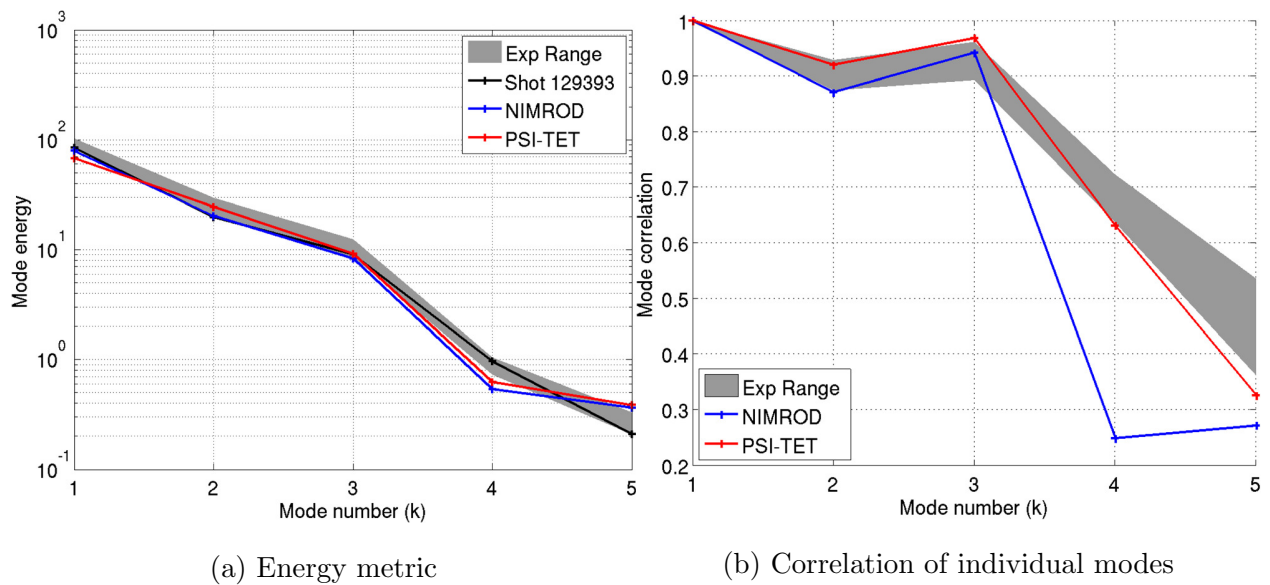 10^3
10^2
10^1
10^0
10^-1
Mode energy
Exp Range
Shot 129393
NIMROD
PSI-TET
1 2 3 4 5
Mode number (k)
(a) Energy metric
1
0.9
0.8
0.7
0.6
0.5
0.4
0.3
0.2
Mode correlation
Exp Range
NIMROD
PSI-TET
1 2 3 4 5
Mode number (k)
(b) Correlation of individual modes